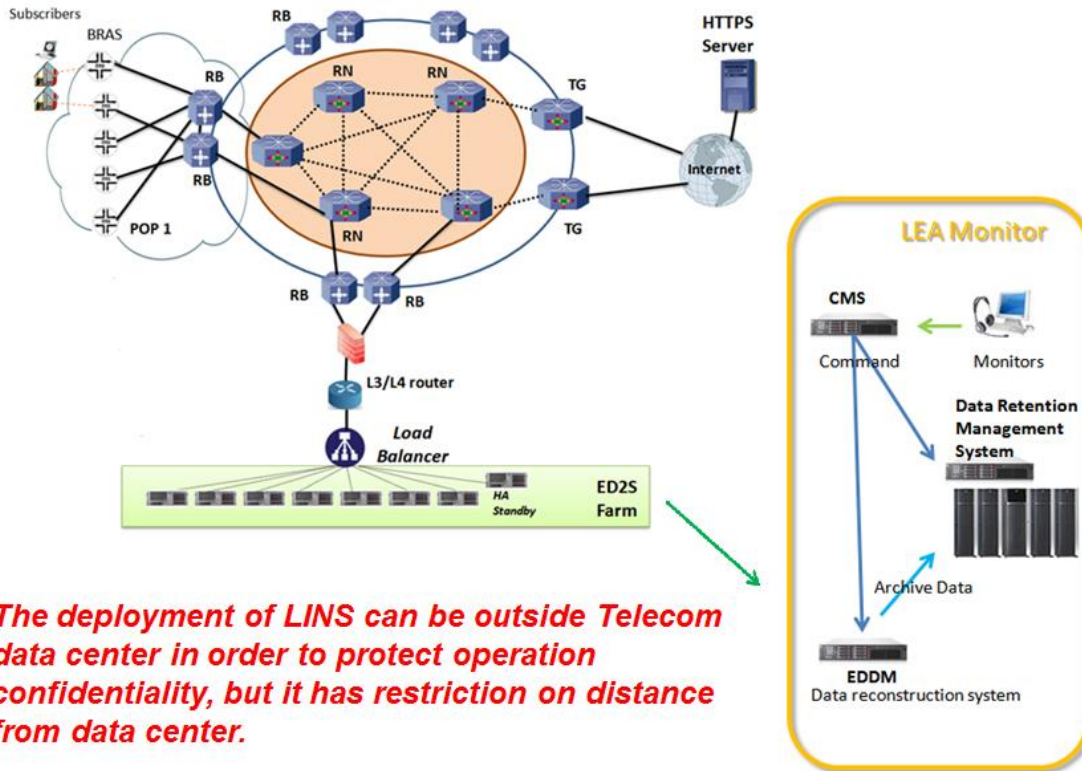 Subscribers
BRAS
RB
RB
RB
POP 1
RN
RN
RN
TG
TG
HTTPS
Server
Internet
RB
RB
L3/L4 router
Load
Balancer
HA
Standby
ED2S
Farm
LEA Monitor
CMS
Command
Monitors
Data Retention
Management
System
Archive Data
EDDM
Data reconstruction system
The deployment of LINS can be outside Telecom
data center in order to protect operation
confidentiality, but it has restriction on distance
from data center.